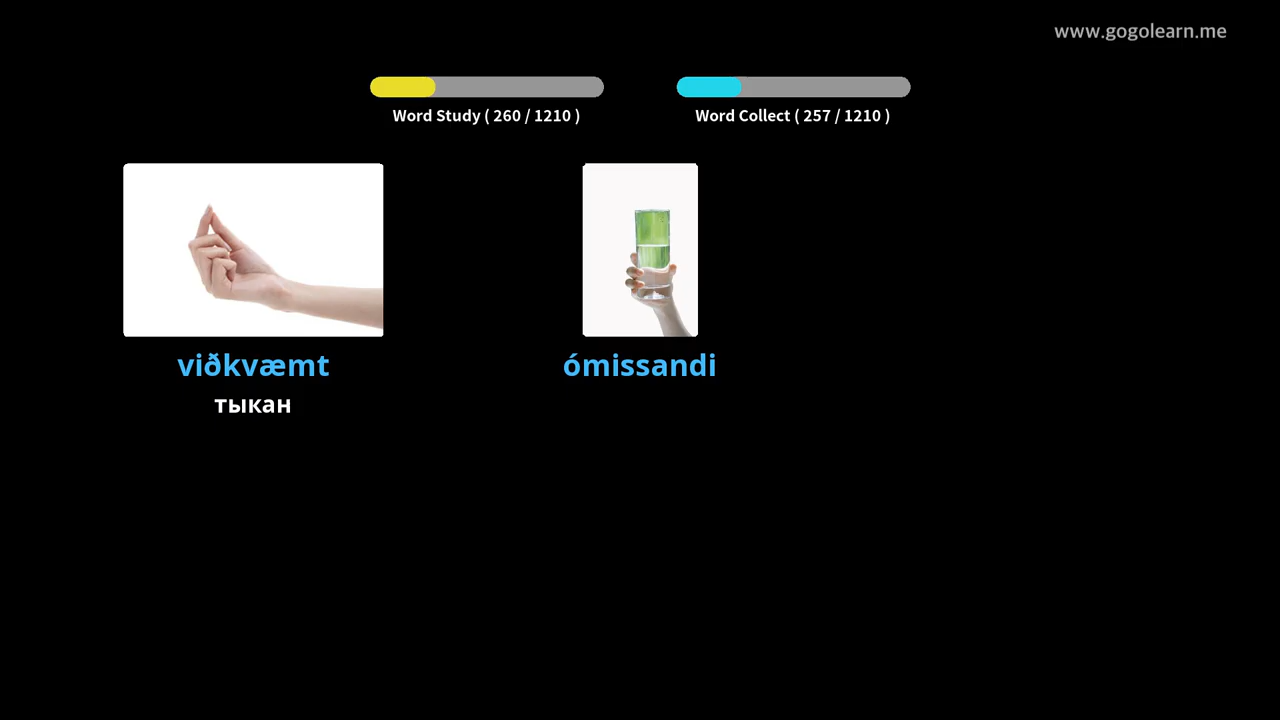 www.gogolearn.me
Word Study ( 260 / 1210 )
Word Collect ( 257 / 1210 )
viðkvæmt
тыкан
ómissandi